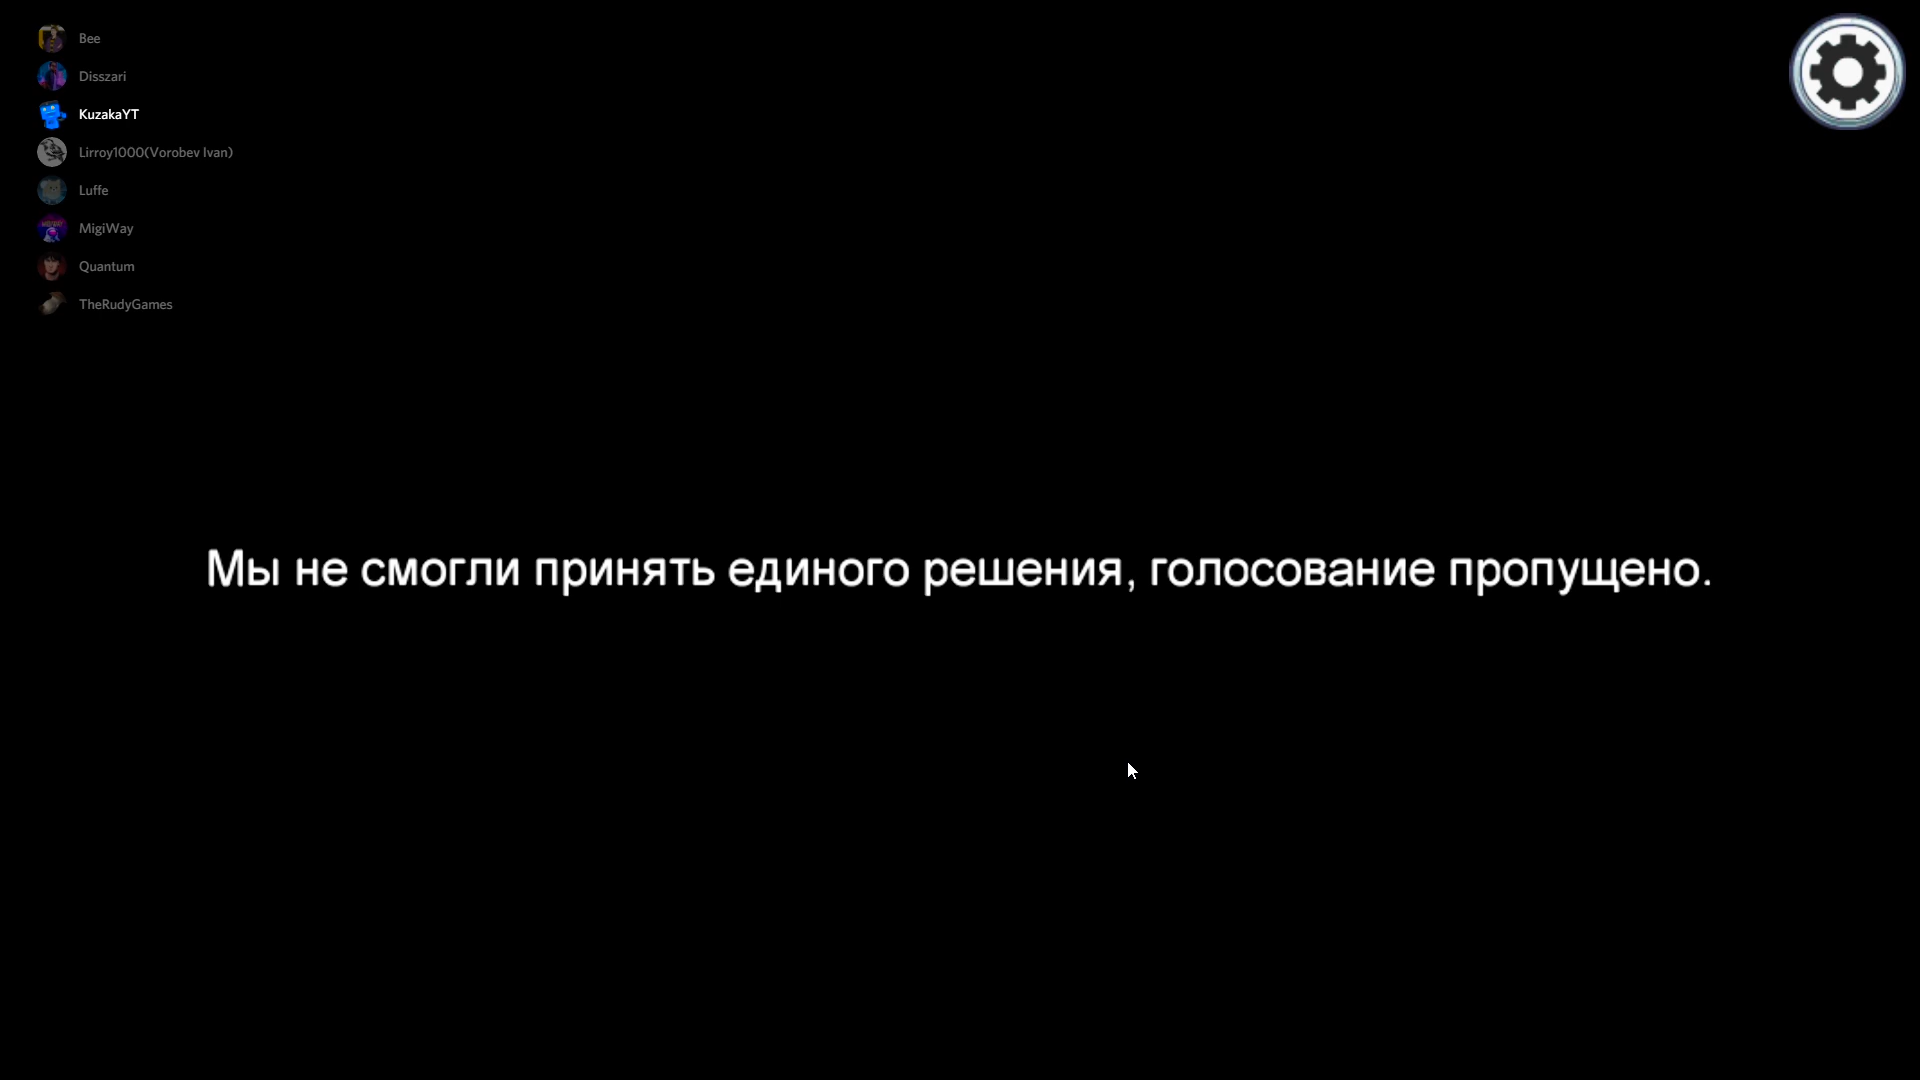 Bee
Disszari
KuzakaYT
Lirroy1000(Vorobev Ivan)
Luffe
MigiWay
Quantum
TheRudyGames
Мы не смогли принять единого решения, голосование пропущено.